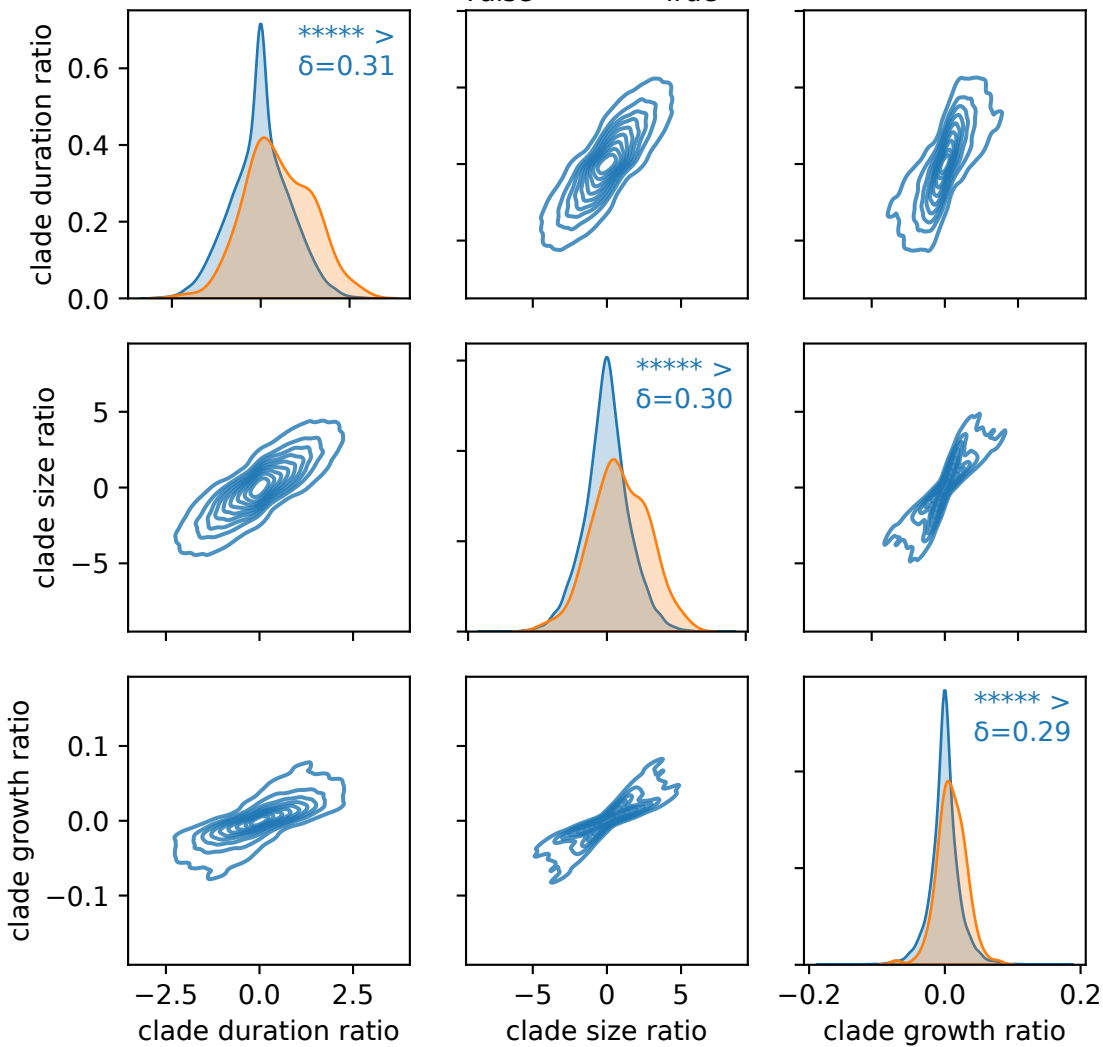 ***** >
δ=0.31
clade duration ratio
0.6
0.4
0.2
0.0
***** >
δ=0.30
clade size ratio
5
0
−5
***** >
δ=0.29
clade growth ratio
0.1
0.0
−0.1
−2.5 0.0 2.5
−5 0 5
−0.2 0.0 0.2
clade duration ratio
clade size ratio
clade growth ratio